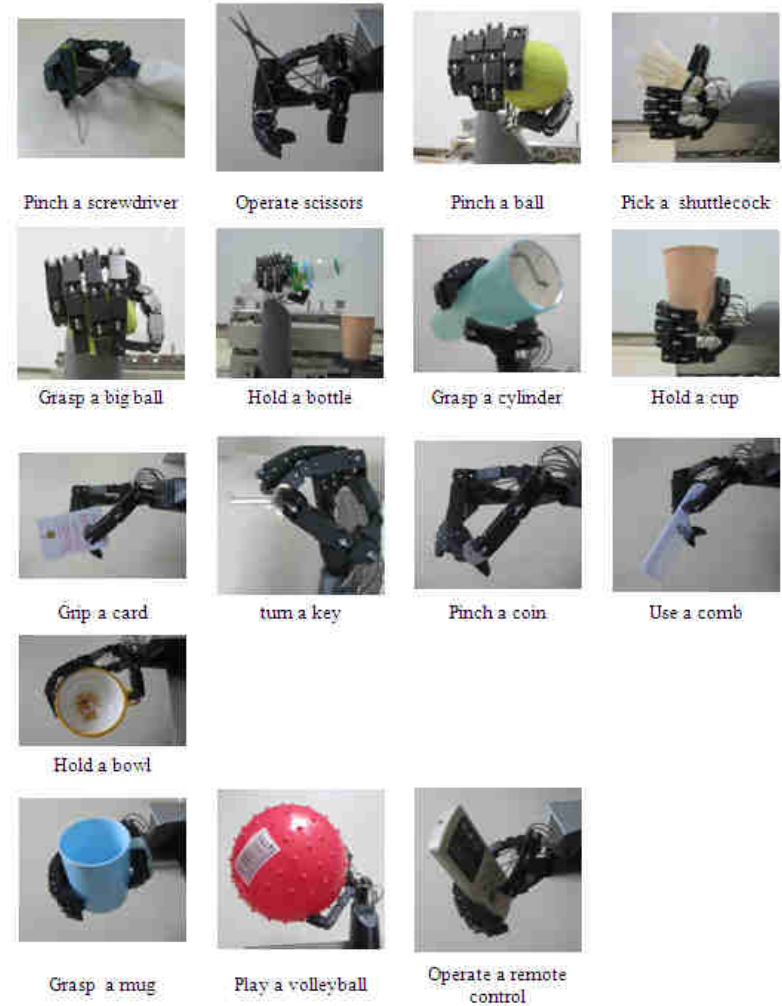 Pinch a screwdriver
Operate scissors
Pinch a ball
Pick a shuttlecock
Grasp a big ball
Hold a bottle
Grasp a cylinder
Hold a cup
Grip a card
turn a key
Pinch a coin
Use a comb
Hold a bowl
Grasp a mug
Play a volleyball
Operate a remote
control